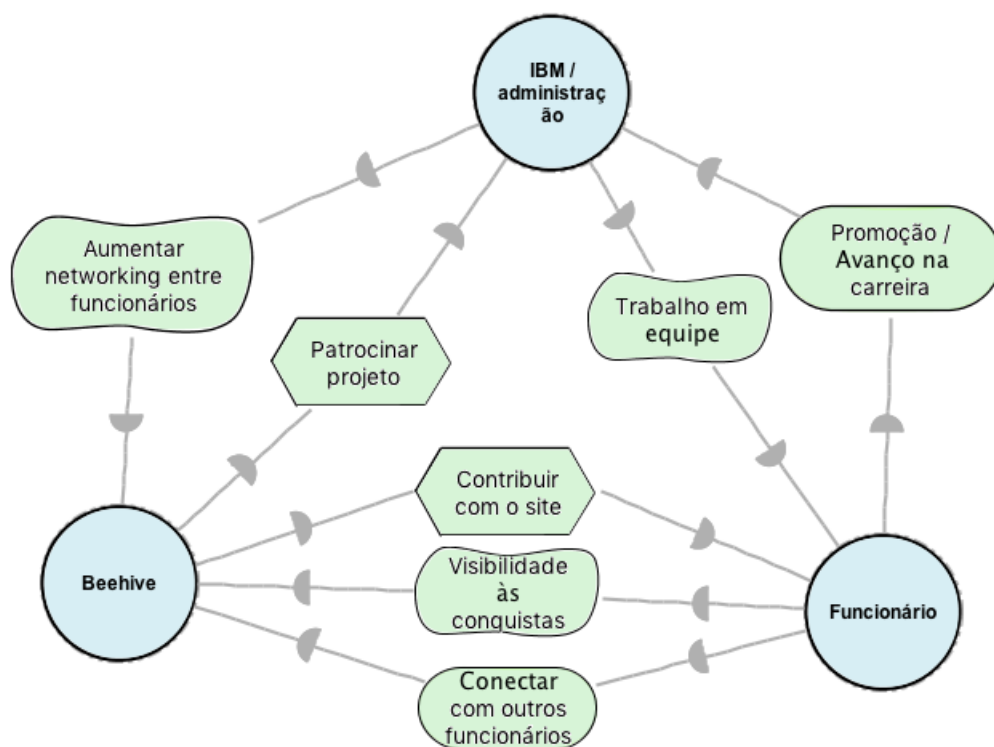 IBM /
administraç
ão
Aumentar
networking entre
funcionários
Promoção /
Avanço na
carreira
Trabalho em
equipe
Patrocinar
projeto
Contribuir
com o site
Beehive
Visibilidade
às
conquistas
Funcionário
Conectar
com outros
funcionários